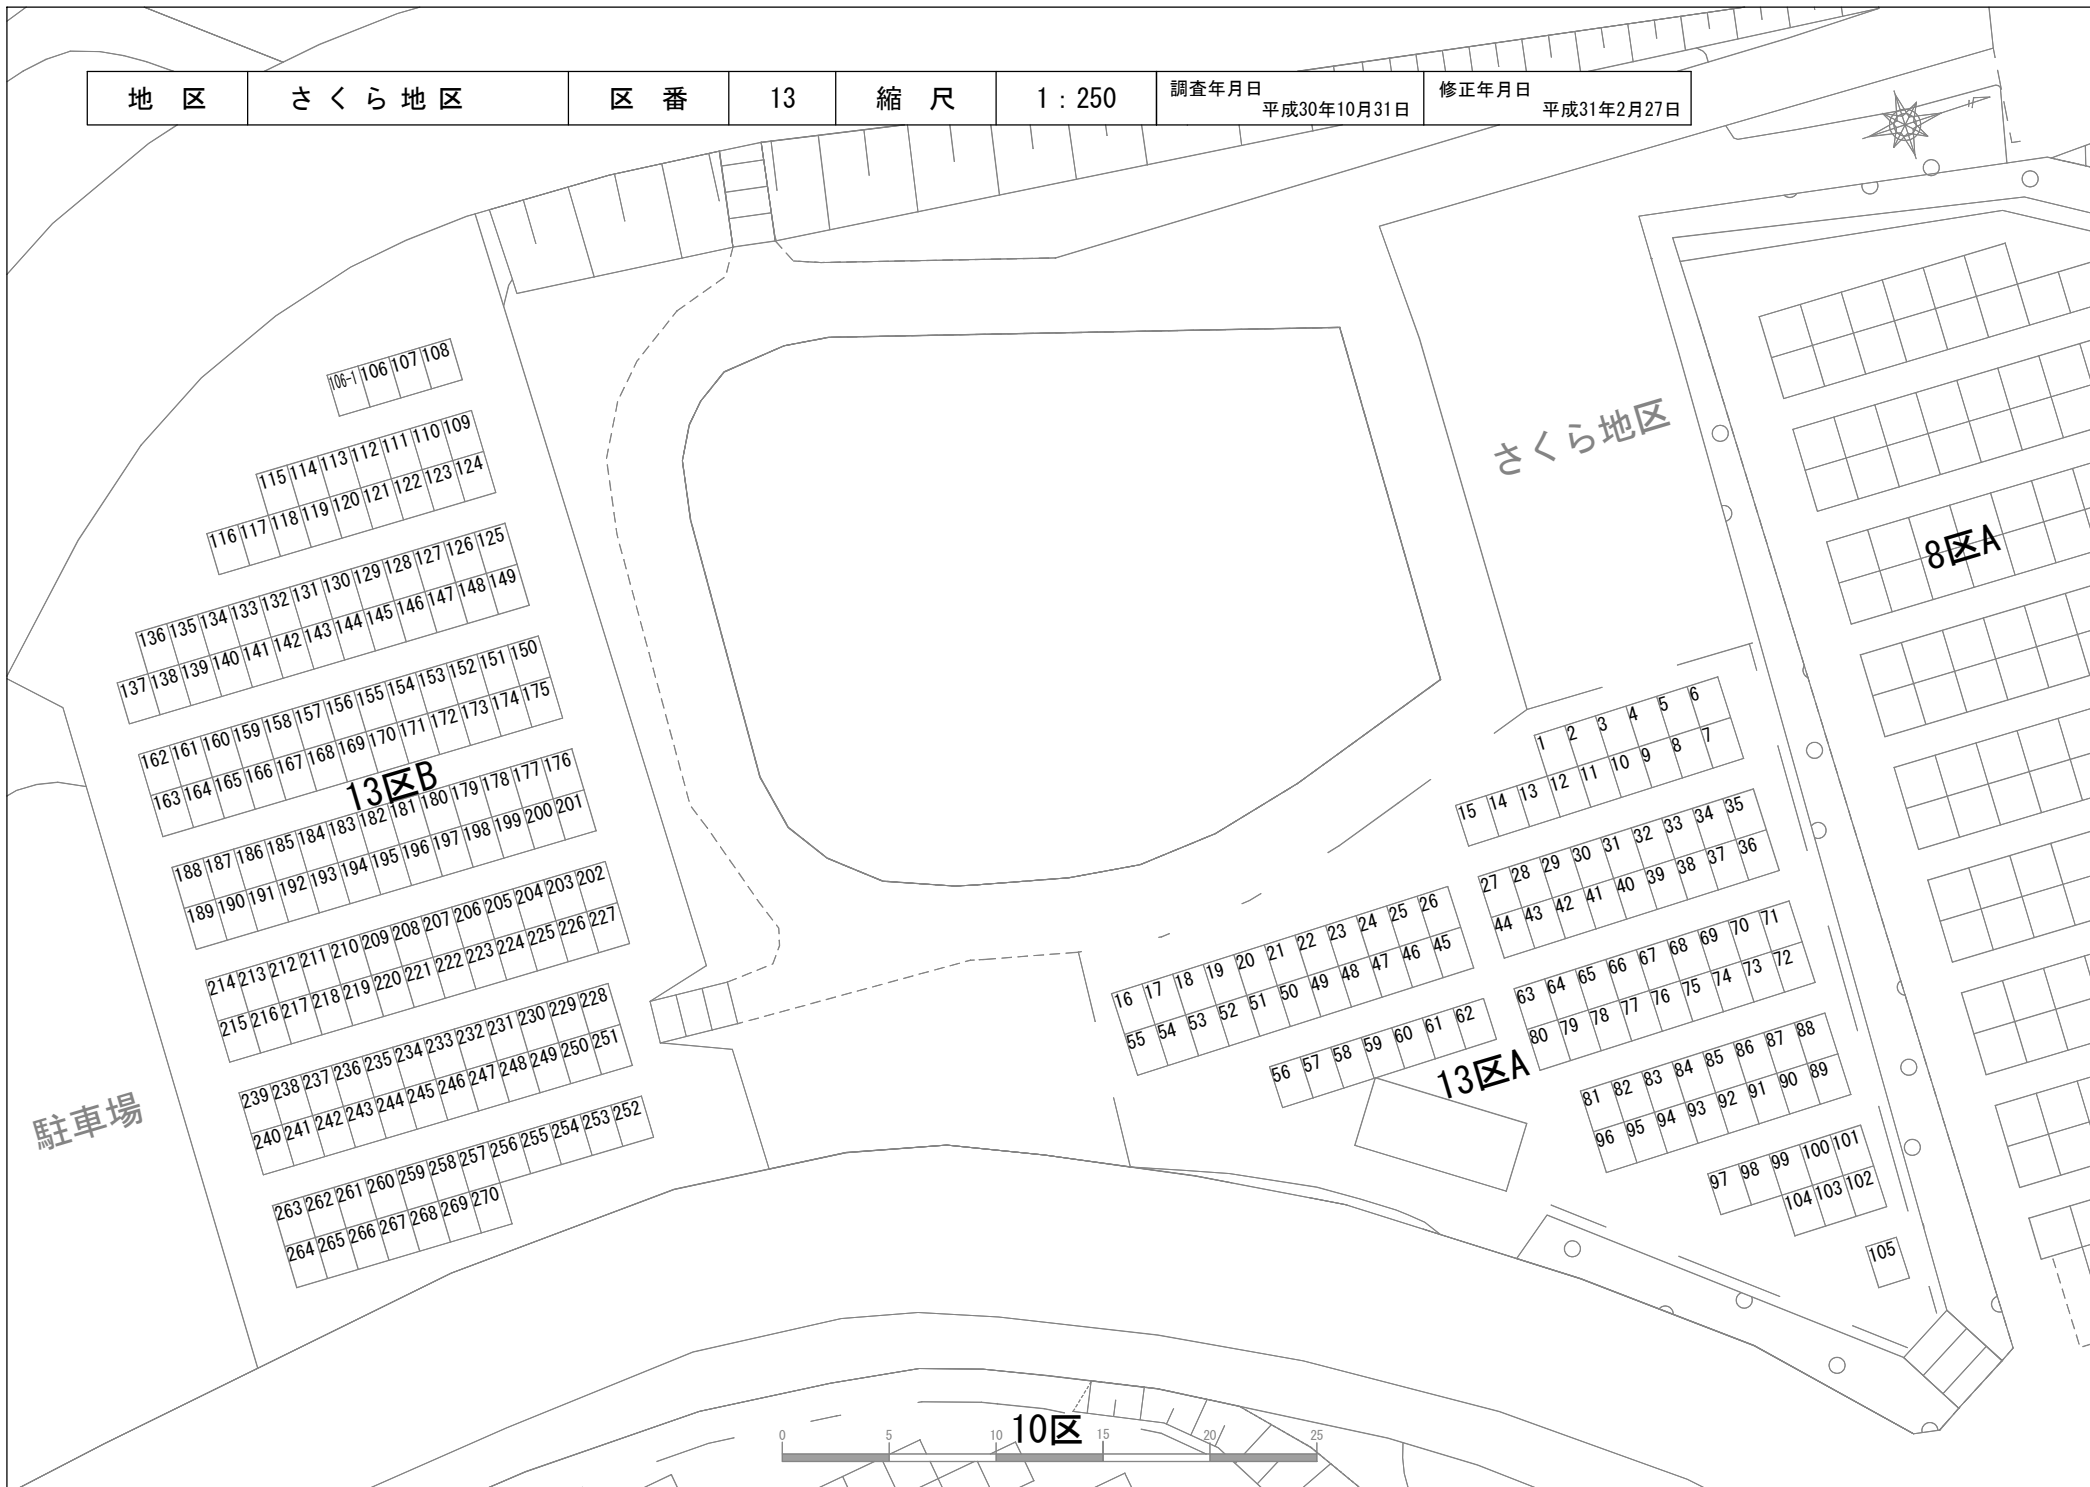 地 区 さくら地区 区 番 13 縮 尺 1:250 調査年月日 平成30年10月31日 修正年月日 平成31年2月27日
106-1 106 107 108
115 114 113 112 111 110 109
116 117 118 119 120 121 122 123 124
136 135 134 133 132 131 130 129 128 127 126 125
137 138 139 140 141 142 143 144 145 146 147 148 149
162 161 160 159 158 157 156 155 154 153 152 151 150
163 164 165 166 167 168 169 170 171 172 173 174 175
13区B
188 187 186 185 184 183 182 181 180 179 178 177 176
189 190 191 192 193 194 195 196 197 198 199 200 201
214 213 212 211 210 209 208 207 206 205 204 203 202
215 216 217 218 219 220 221 222 223 224 225 226 227
239 238 237 236 235 234 233 232 231 230 229 228
240 241 242 243 244 245 246 247 248 249 250 251
263 262 261 260 259 258 257 256 255 254 253 252
264 265 266 267 268 269 270
駐車場
さくら地区
8区A
1 2 3 4 5 6
15 14 13 12 11 10 9 8 7
27 28 29 30 31 32 33 34 35
44 43 42 41 40 39 38 37 36
16 17 18 19 20 21 22 23 24 25 26
55 54 53 52 51 50 49 48 47 46 45
63 64 65 66 67 68 69 70 71
80 79 78 77 76 75 74 73 72
56 57 58 59 60 61 62
13区A
81 82 83 84 85 86 87 88
96 95 94 93 92 91 90 89
97 98 99 100 101
104 103 102
105
10区
0 5 10 15 20 25